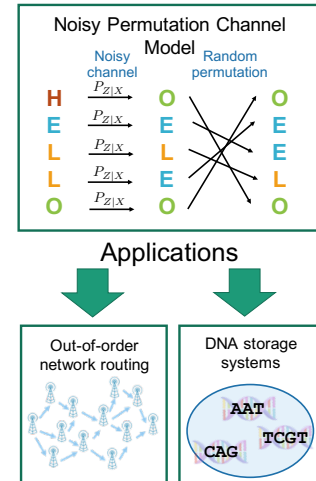 Noisy Permutation Channel
Model
Noisy channel
Random permutation
H P_{Z|X} O O
E P_{Z|X} E E
L P_{Z|X} L E
L P_{Z|X} E L
O P_{Z|X} O O
Applications
Out-of-order
network routing
DNA storage
systems
AAT
TCGT
CAG